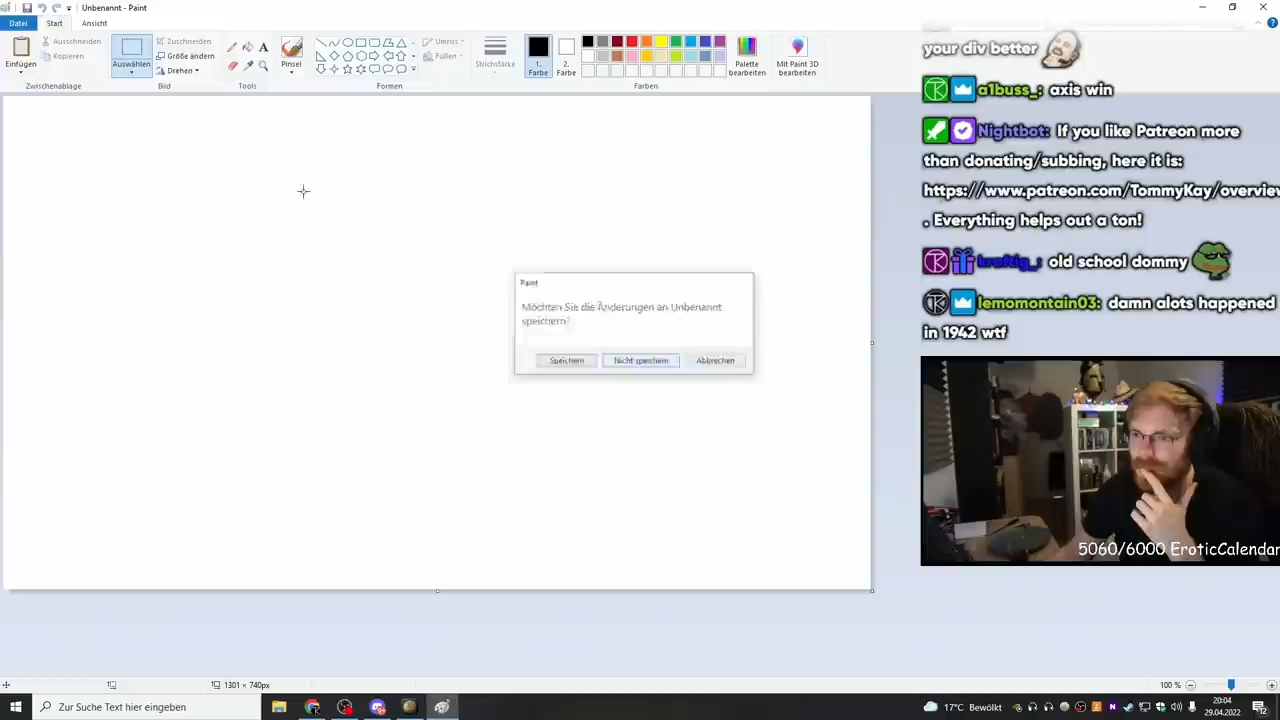 Unbenannt - Paint
Datei Start Ansicht
Einfügen
Ausschneiden
Kopieren
Zwischenablage
Auswählen
Zuschneiden
Größe ändern
Drehen
Bild
Tools
Pinsel
Umriss
Füllen
Formen
Strichstärke
1.
Farbe
2.
Farbe
Palette
bearbeiten
Farben
Mit Paint 3D
bearbeiten
Paint
Möchten Sie die Änderungen an Unbenannt
speichern?
Speichern Nicht speichern Abbrechen
your div better
a1buss_: axis win
Nightbot: If you like Patreon more
than donating/subbing, here it is:
https://www.patreon.com/TommyKay/overview
. Everything helps out a ton!
kraftig_: old school dommy
lemomontain03: damn alots happened
in 1942 wtf
5060/6000 EroticCalendar
1301 × 740px
100 %
Zur Suche Text hier eingeben
17°C Bewölkt
20:04
29.04.2022